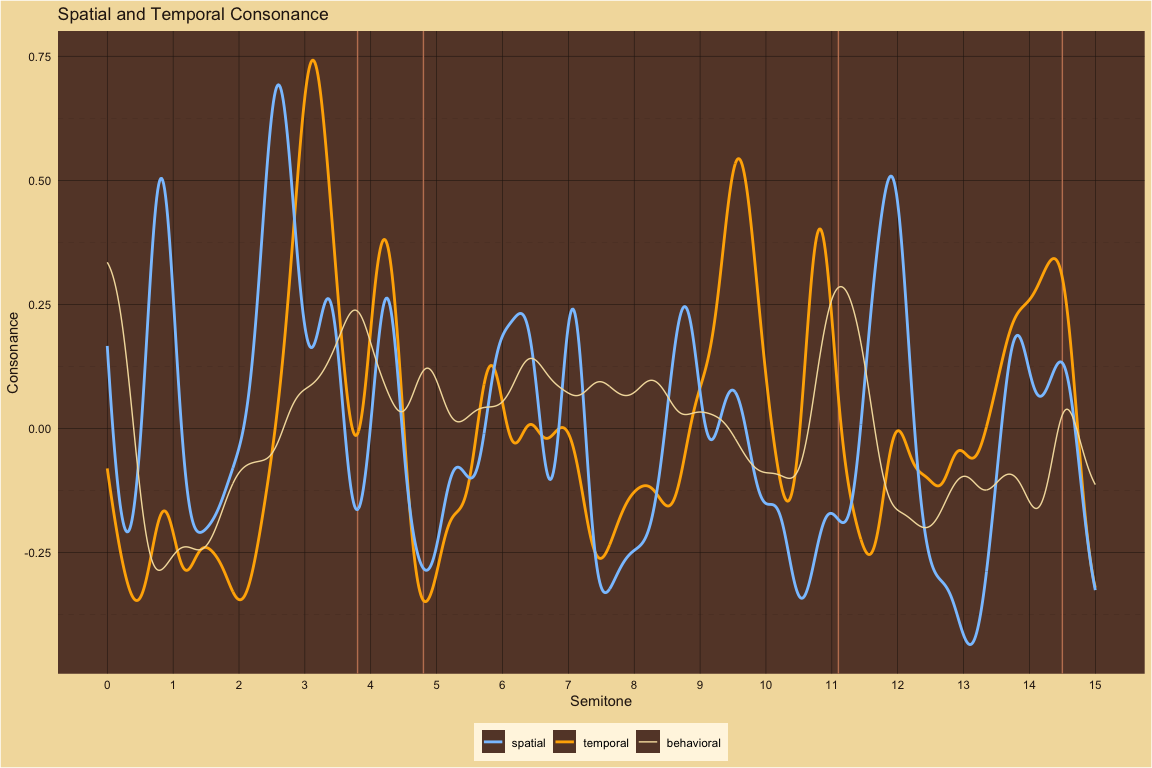 Spatial and Temporal Consonance
0.75
0.50
0.25
0.00
-0.25
Consonance
0 1 2 3 4 5 6 7 8 9 10 11 12 13 14 15
Semitone
spatial temporal behavioral